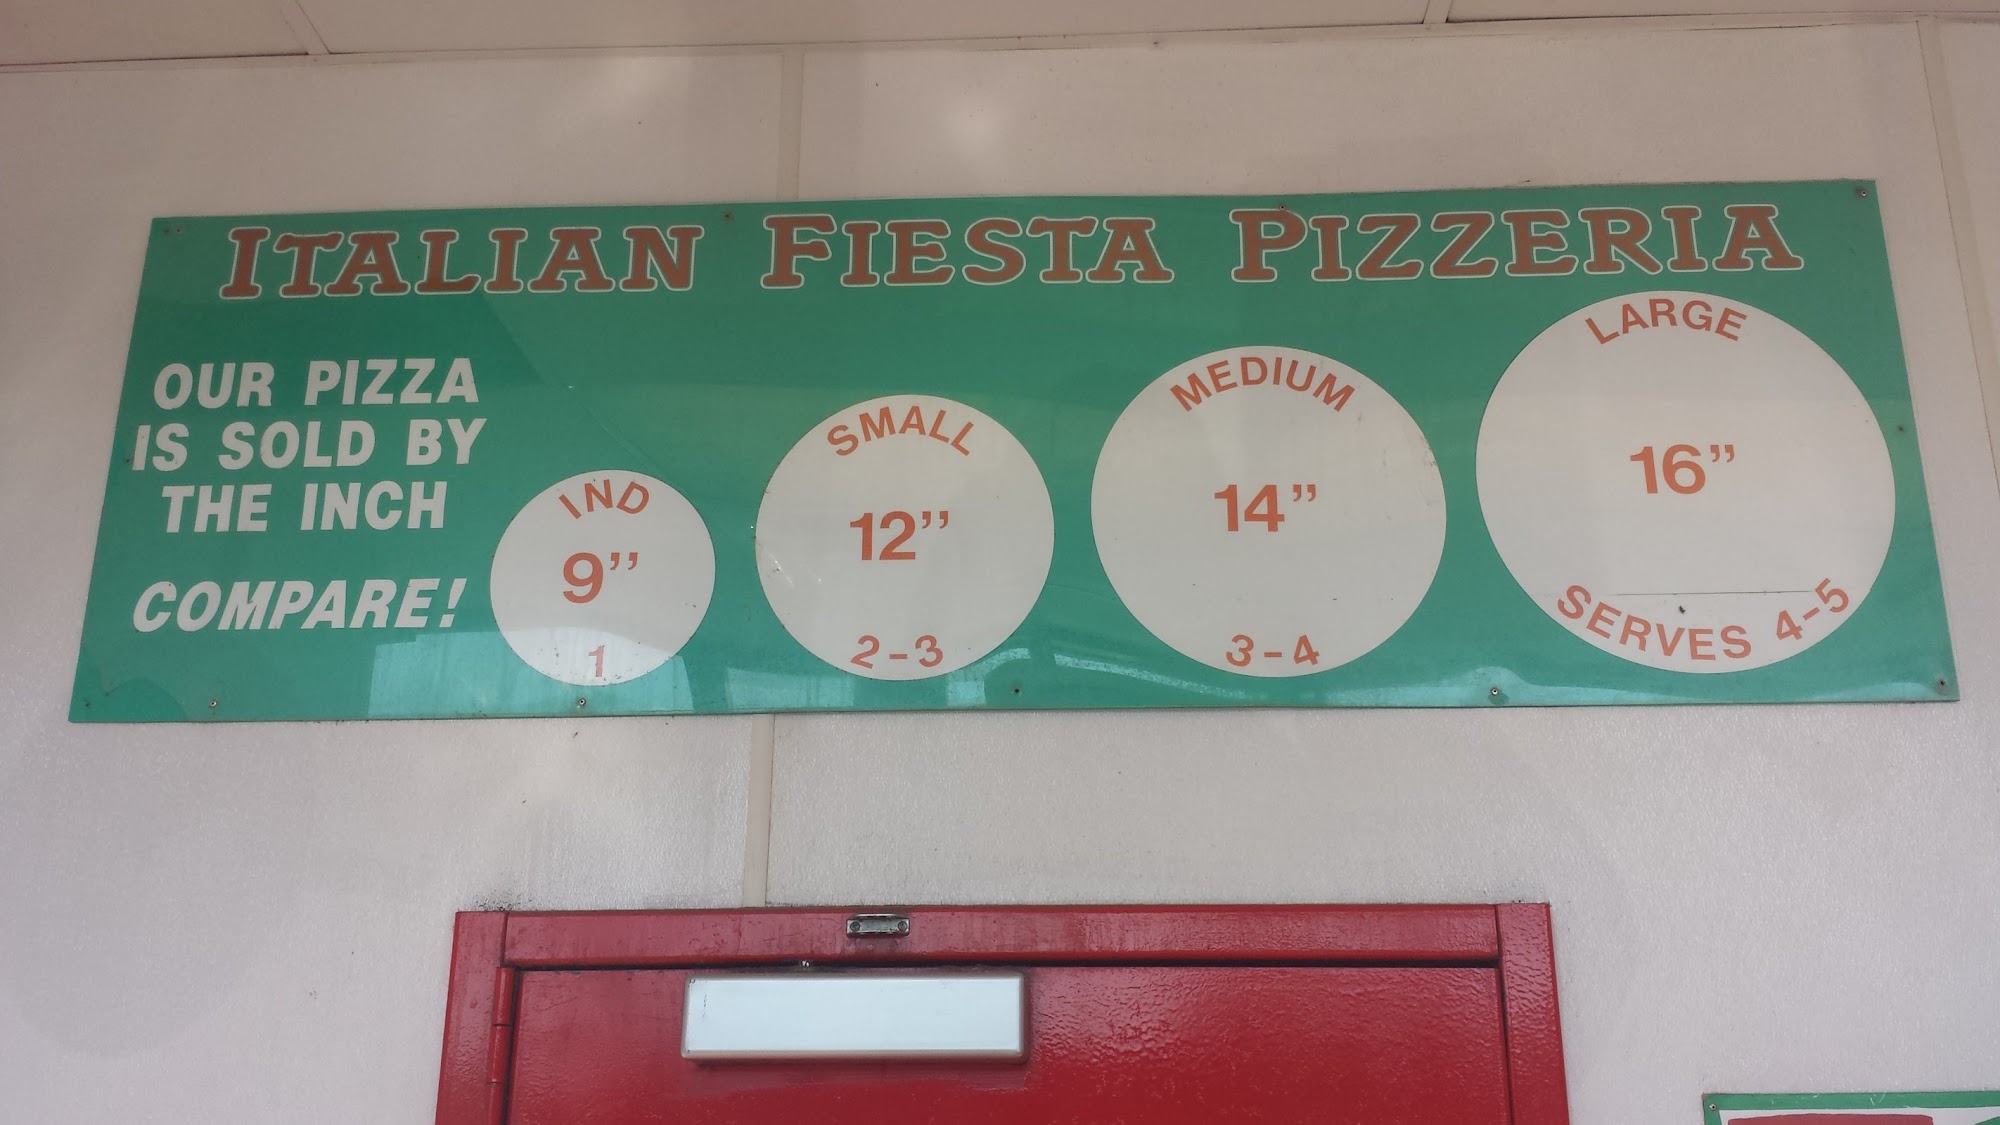 ITALIAN FIESTA PIZZERIA
OUR PIZZA
IS SOLD BY
THE INCH
COMPARE!
IND
9’’
1
SMALL
12’’
2-3
MEDIUM
14”
3-4
LARGE
16”
SERVES 4-5